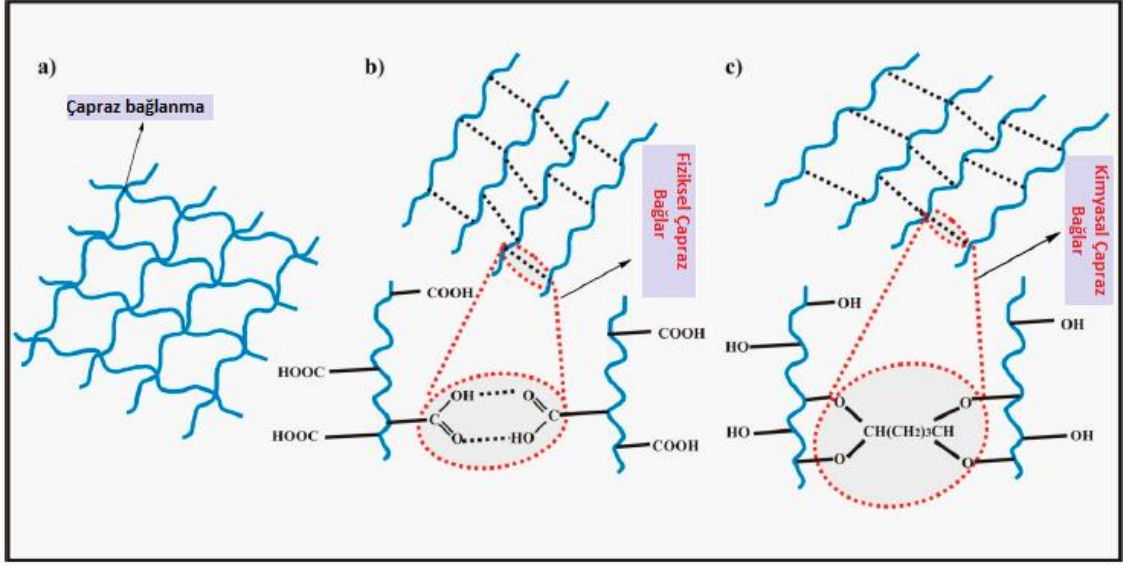 a)
Çapraz bağlanma
b)
Fiziksel Çapraz
Bağlar
COOH
COOH
HOOC
HOOC
OH
O
C
C
O
HO
COOH
c)
Kimyasal Çapraz
Bağlar
OH
OH
HO
HO
O
O
CH(CH2)3CH
O
O
OH